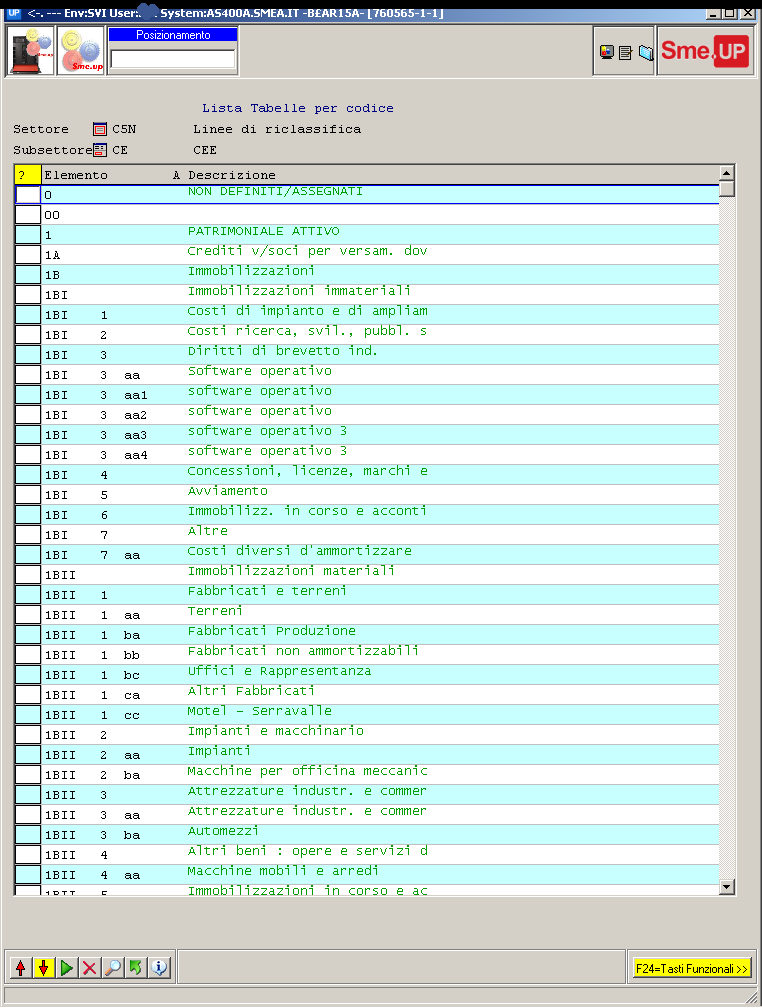 UP <-. --- Env:SVI User: System:AS400A.SMEA.IT -B£AR15A- [760565-1-1]
Sme.up
Posizionamento
Sme.UP
Lista Tabelle per codice
Settore C5N Linee di riclassifica
Subsettore CE CEE
? Elemento A Descrizione
0 NON DEFINITI/ASSEGNATI
00
1 PATRIMONIALE ATTIVO
1A Crediti v/soci per versam. dov
1B Immobilizzazioni
1BI Immobilizzazioni immateriali
1BI 1 Costi di impianto e di ampliam
1BI 2 Costi ricerca, svil., pubbl. s
1BI 3 Diritti di brevetto ind.
1BI 3 aa Software operativo
1BI 3 aa1 software operativo
1BI 3 aa2 software operativo
1BI 3 aa3 software operativo 3
1BI 3 aa4 software operativo 3
1BI 4 Concessioni, licenze, marchi e
1BI 5 Avviamento
1BI 6 Immobilizz. in corso e acconti
1BI 7 Altre
1BI 7 aa Costi diversi d'ammortizzare
1BII Immobilizzazioni materiali
1BII 1 Fabbricati e terreni
1BII 1 aa Terreni
1BII 1 ba Fabbricati Produzione
1BII 1 bb Fabbricati non ammortizzabili
1BII 1 bc Uffici e Rappresentanza
1BII 1 ca Altri Fabbricati
1BII 1 cc Motel - Serravalle
1BII 2 Impianti e macchinario
1BII 2 aa Impianti
1BII 2 ba Macchine per officina meccanic
1BII 3 Attrezzature industr. e commer
1BII 3 aa Attrezzature industr. e commer
1BII 3 ba Automezzi
1BII 4 Altri beni : opere e servizi d
1BII 4 aa Macchine mobili e arredi
1BII 5 Immobilizzazioni in corso e ac
F24=Tasti Funzionali >>